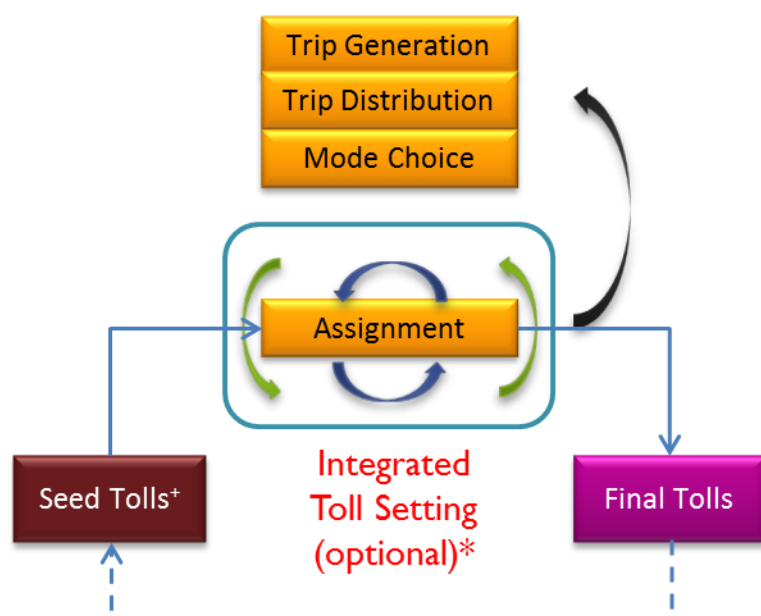 Trip Generation
Trip Distribution
Mode Choice
Assignment
Seed Tolls⁺
Integrated
Toll Setting
(optional)*
Final Tolls